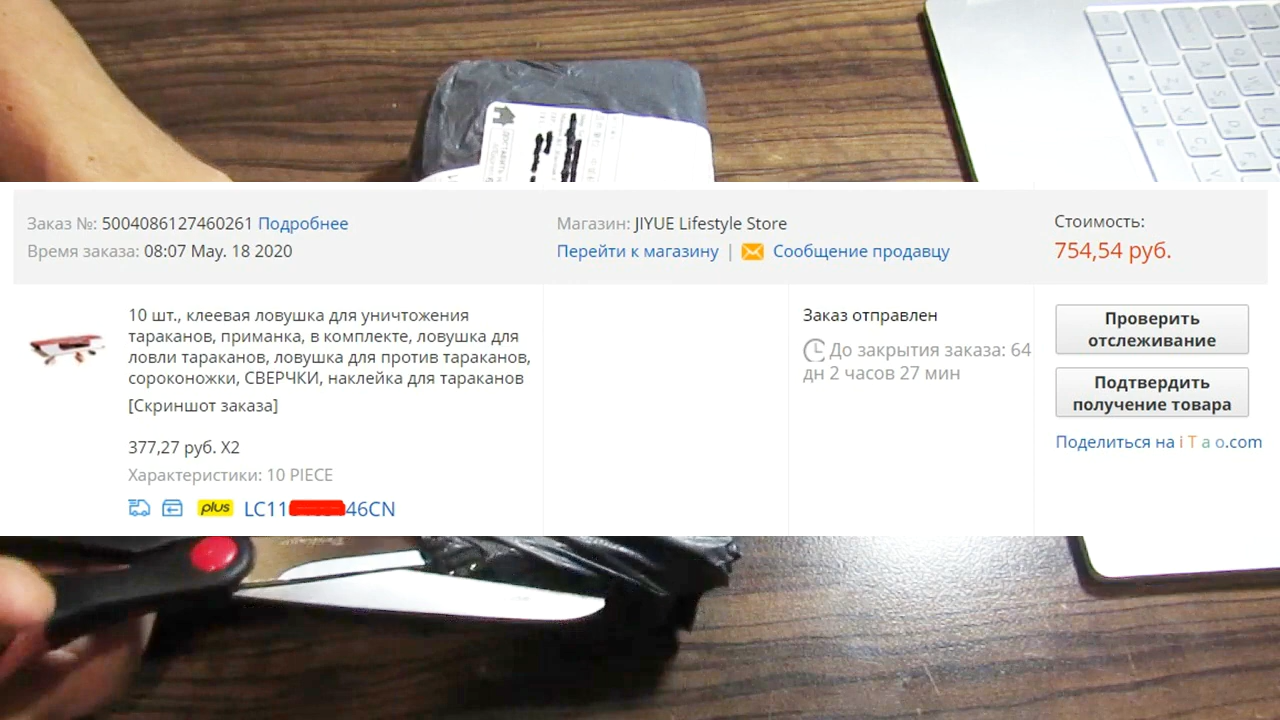 Заказ №: 5004086127460261 Подробнее
Время заказа: 08:07 May. 18 2020
Магазин: JIYUE Lifestyle Store
Перейти к магазину | Сообщение продавцу
Стоимость:
754,54 руб.
10 шт., клеевая ловушка для уничтожения
тараканов, приманка, в комплекте, ловушка для
ловли тараканов, ловушка для против тараканов,
сороконожки, СВЕРЧКИ, наклейка для тараканов
[Скриншот заказа]
377,27 руб. X2
Характеристики: 10 PIECE
plus LC11 46CN
Заказ отправлен
До закрытия заказа: 64
дн 2 часов 27 мин
Проверить
отслеживание
Подтвердить
получение товара
Поделиться на iTao.com